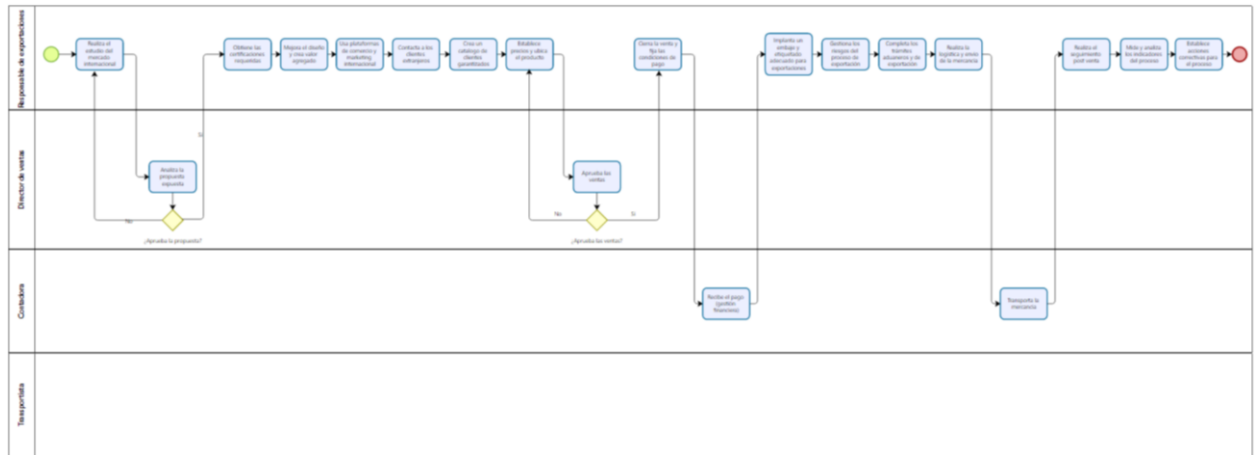 Responsable de exportaciones
Realiza el
estudio del
mercado
internacional
Obtiene las
certificaciones
requeridas
Mejora el diseño
y crea valor
agregado
Usa plataformas
de comercio y
marketing
internacional
Contacta a los
clientes
extranjeros
Crea un
catálogo de
clientes
garantizados
Establece
precios y ubica
el producto
Cierra la venta y
fija las
condiciones de
pago
Implanta un
embaje y
etiquetado
adecuado para
exportaciones
Gestiona los
riesgos del
proceso de
exportación
Completa los
trámites
aduaneros y de
exportación
Realiza la
logística y envío
de la mercancía
Realiza el
seguimiento
post venta
Mide y analiza
los indicadores
del proceso
Establece
acciones
correctivas para
el proceso
Director de ventas
Si
Analiza la
propuesta
expuesta
No
¿Aprueba la propuesta?
Aprueba las
ventas
No
Si
¿Aprueba las ventas?
Contadora
Recibe el pago
(gestión
financiera)
Transporta la
mercancía
Transportista